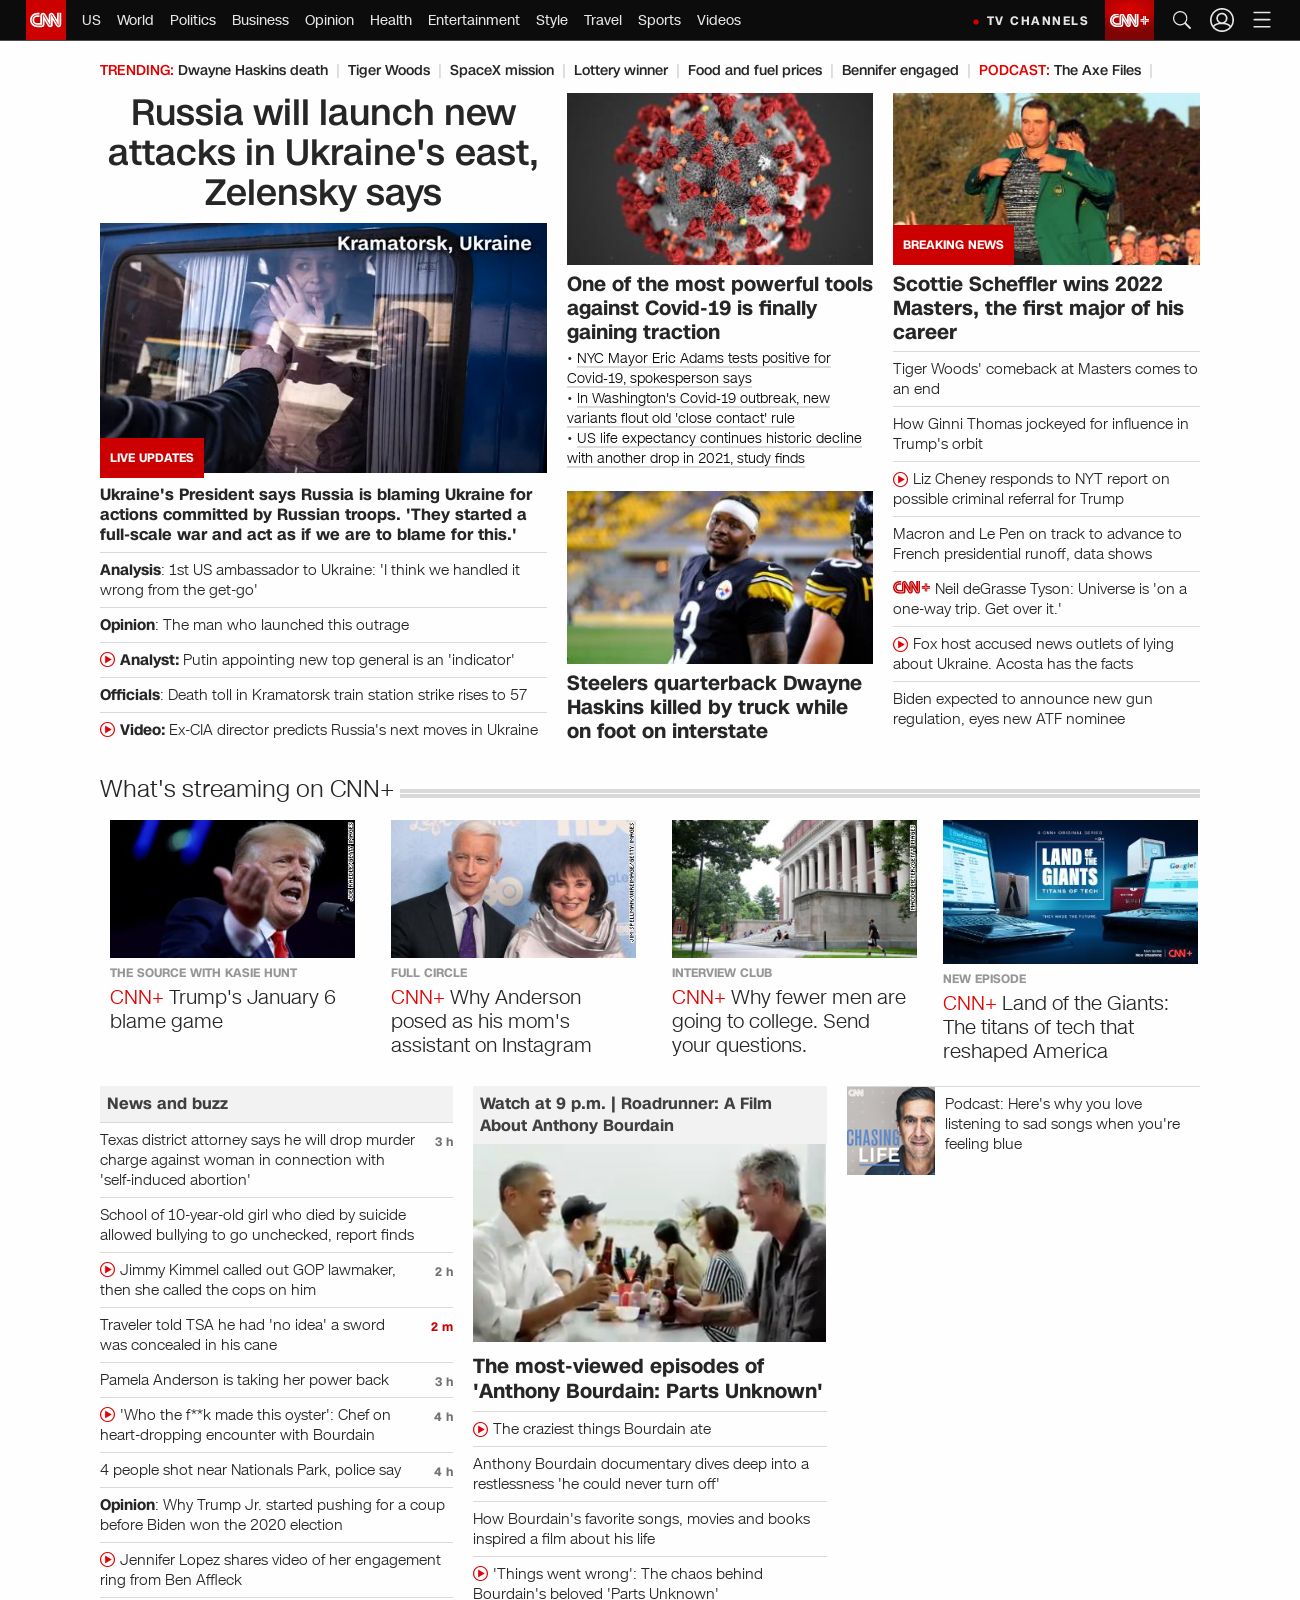 CNN US World Politics Business Opinion Health Entertainment Style Travel Sports Videos • TV CHANNELS CNN+
TRENDING: Dwayne Haskins death | Tiger Woods | SpaceX mission | Lottery winner | Food and fuel prices | Bennifer engaged | PODCAST: The Axe Files |
Russia will launch new
attacks in Ukraine's east,
Zelensky says
Kramatorsk, Ukraine
LIVE UPDATES
Ukraine's President says Russia is blaming Ukraine for
actions committed by Russian troops. 'They started a
full-scale war and act as if we are to blame for this.'
Analysis: 1st US ambassador to Ukraine: 'I think we handled it
wrong from the get-go'
Opinion: The man who launched this outrage
Analyst: Putin appointing new top general is an 'indicator'
Officials: Death toll in Kramatorsk train station strike rises to 57
Video: Ex-CIA director predicts Russia's next moves in Ukraine
One of the most powerful tools
against Covid-19 is finally
gaining traction
• NYC Mayor Eric Adams tests positive for
Covid-19, spokesperson says
• In Washington's Covid-19 outbreak, new
variants flout old 'close contact' rule
• US life expectancy continues historic decline
with another drop in 2021, study finds
3
Steelers quarterback Dwayne
Haskins killed by truck while
on foot on interstate
BREAKING NEWS
Scottie Scheffler wins 2022
Masters, the first major of his
career
Tiger Woods' comeback at Masters comes to
an end
How Ginni Thomas jockeyed for influence in
Trump's orbit
Liz Cheney responds to NYT report on
possible criminal referral for Trump
Macron and Le Pen on track to advance to
French presidential runoff, data shows
CNN+ Neil deGrasse Tyson: Universe is 'on a
one-way trip. Get over it.'
Fox host accused news outlets of lying
about Ukraine. Acosta has the facts
Biden expected to announce new gun
regulation, eyes new ATF nominee
What's streaming on CNN+
THE SOURCE WITH KASIE HUNT
CNN+ Trump's January 6
blame game
FULL CIRCLE
CNN+ Why Anderson
posed as his mom's
assistant on Instagram
INTERVIEW CLUB
CNN+ Why fewer men are
going to college. Send
your questions.
A CNN+ ORIGINAL SERIES
LAND OF THE
GIANTS
TITANS OF TECH
THEY MADE THE FUTURE.
Google!
CNN+
NEW EPISODE
CNN+ Land of the Giants:
The titans of tech that
reshaped America
News and buzz
Texas district attorney says he will drop murder 3 h
charge against woman in connection with
'self-induced abortion'
School of 10-year-old girl who died by suicide
allowed bullying to go unchecked, report finds
Jimmy Kimmel called out GOP lawmaker, 2 h
then she called the cops on him
Traveler told TSA he had 'no idea' a sword 2 m
was concealed in his cane
Pamela Anderson is taking her power back 3 h
'Who the f**k made this oyster': Chef on 4 h
heart-dropping encounter with Bourdain
4 people shot near Nationals Park, police say 4 h
Opinion: Why Trump Jr. started pushing for a coup
before Biden won the 2020 election
Jennifer Lopez shares video of her engagement
ring from Ben Affleck
Watch at 9 p.m. | Roadrunner: A Film
About Anthony Bourdain
The most-viewed episodes of
'Anthony Bourdain: Parts Unknown'
The craziest things Bourdain ate
Anthony Bourdain documentary dives deep into a
restlessness 'he could never turn off'
How Bourdain's favorite songs, movies and books
inspired a film about his life
'Things went wrong': The chaos behind
Bourdain's beloved 'Parts Unknown'
CNN
CHASING
LIFE
Podcast: Here's why you love
listening to sad songs when you're
feeling blue